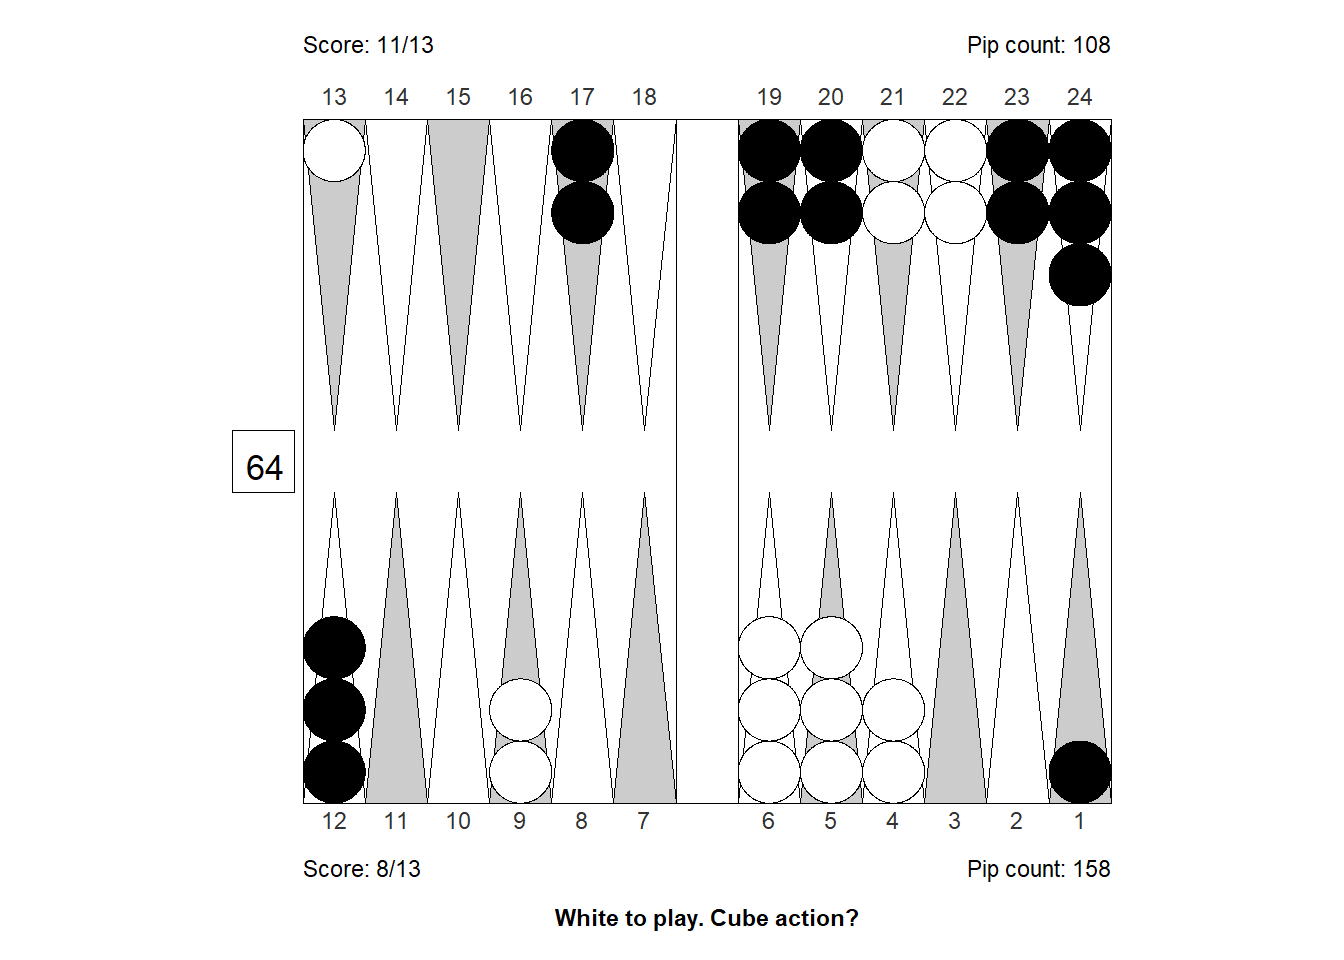 Score: 11/13 Pip count: 108
13 14 15 16 17 18 19 20 21 22 23 24
64
12 11 10 9 8 7 6 5 4 3 2 1
Score: 8/13 Pip count: 158
White to play. Cube action?